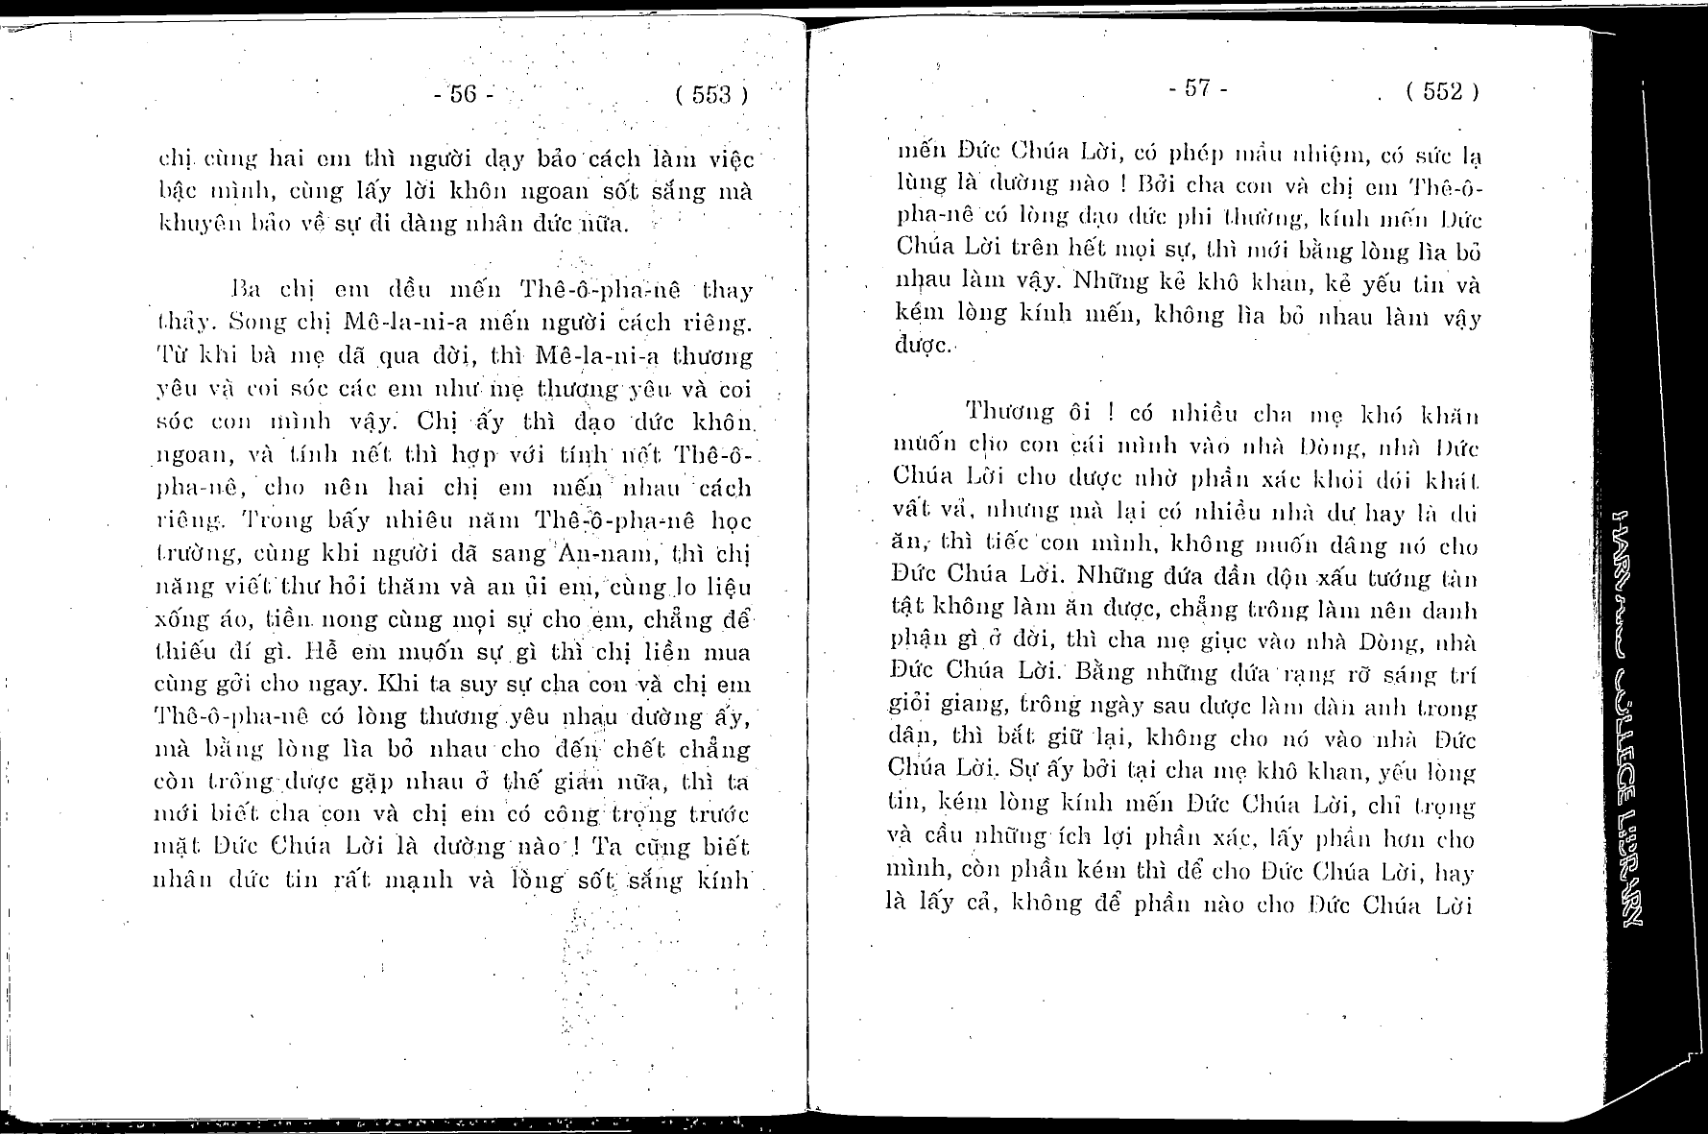 - 56 - ( 553 )
chị cùng hai em thì người dạy bảo cách làm việc
bậc mình, cùng lấy lời khôn ngoan sốt sắng mà
khuyên bảo về sự đi đàng nhân đức nữa.
Ba chị em đều mến Thê-ô-pha-nê thay
thảy. Song chị Mê-la-ni-a mến người cách riêng.
Từ khi bà mẹ đã qua đời, thì Mê-la-ni-a thương
yêu và coi sóc các em như mẹ thương yêu và coi
sóc con mình vậy. Chị ấy thì đạo đức khôn
ngoan, và tính nết thì hợp với tính nết Thê-ô-
pha-nê, cho nên hai chị em mến nhau cách
riêng. Trong bấy nhiêu năm Thê-ô-pha-nê học
trường, cùng khi người đã sang An-nam, thì chị
năng viết thư hỏi thăm và an ủi em, cùng lo liệu
xống áo, tiền nong cùng mọi sự cho em, chẳng để
thiếu đí gì. Hễ em muốn sự gì thì chị liền mua
cùng gởi cho ngay. Khi ta suy sự cha con và chị em
Thê-ô-pha-nê có lòng thương yêu nhau dường ấy,
mà bằng lòng lìa bỏ nhau cho đến chết chẳng
còn trông được gặp nhau ở thế gian nữa, thì ta
mới biết cha con và chị em có công trọng trước
mặt Đức Chúa Lời là dường nào ! Ta cũng biết
nhân đức tin rất mạnh và lòng sốt sắng kính
- 57 - ( 552 )
mến Đức Chúa Lời, có phép mầu nhiệm, có sức lạ
lùng là dường nào ! Bởi cha con và chị em Thê-ô-
pha-nê có lòng đạo đức phi thường, kính mến Đức
Chúa Lời trên hết mọi sự, thì mới bằng lòng lìa bỏ
nhau làm vậy. Những kẻ khô khan, kẻ yếu tin và
kém lòng kính mến, không lìa bỏ nhau làm vậy
được.
Thương ôi ! có nhiều cha mẹ khó khăn
muốn cho con cái mình vào nhà Dòng, nhà Đức
Chúa Lời cho được nhờ phần xác khỏi đói khát
vất vả, nhưng mà lại có nhiều nhà dư hay là đủ
ăn, thì tiếc con mình, không muốn dâng nó cho
Đức Chúa Lời. Những đứa đần độn xấu tướng tàn
tật không làm ăn được, chẳng trông làm nên danh
phận gì ở đời, thì cha mẹ giục vào nhà Dòng, nhà
Đức Chúa Lời. Bằng những đứa rạng rỡ sáng trí
giỏi giang, trông ngày sau được làm đàn anh trong
dân, thì bắt giữ lại, không cho nó vào nhà Đức
Chúa Lời. Sự ấy bởi tại cha mẹ khô khan, yếu lòng
tin, kém lòng kính mến Đức Chúa Lời, chỉ trọng
và cầu những ích lợi phần xác, lấy phần hơn cho
mình, còn phần kém thì để cho Đức Chúa Lời, hay
là lấy cả, không để phần nào cho Đức Chúa Lời
HARVARD COLLEGE LIBRARY